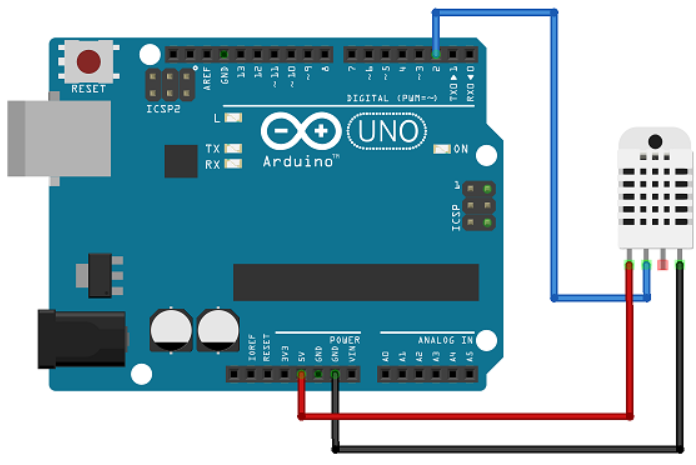 RESET
ICSP2
AREF
GND
13
12
~11
~10
~9
8
7
~6
~5
4
~3
2
TX0 ▶ 1
RX0 ◀ 0
DIGITAL (PWM=~)
L
TX
RX
UNO
Arduino™
ON
1
ICSP
POWER
ANALOG IN
IOREF
RESET
3V3
5V
GND
GND
VIN
A0
A1
A2
A3
A4
A5